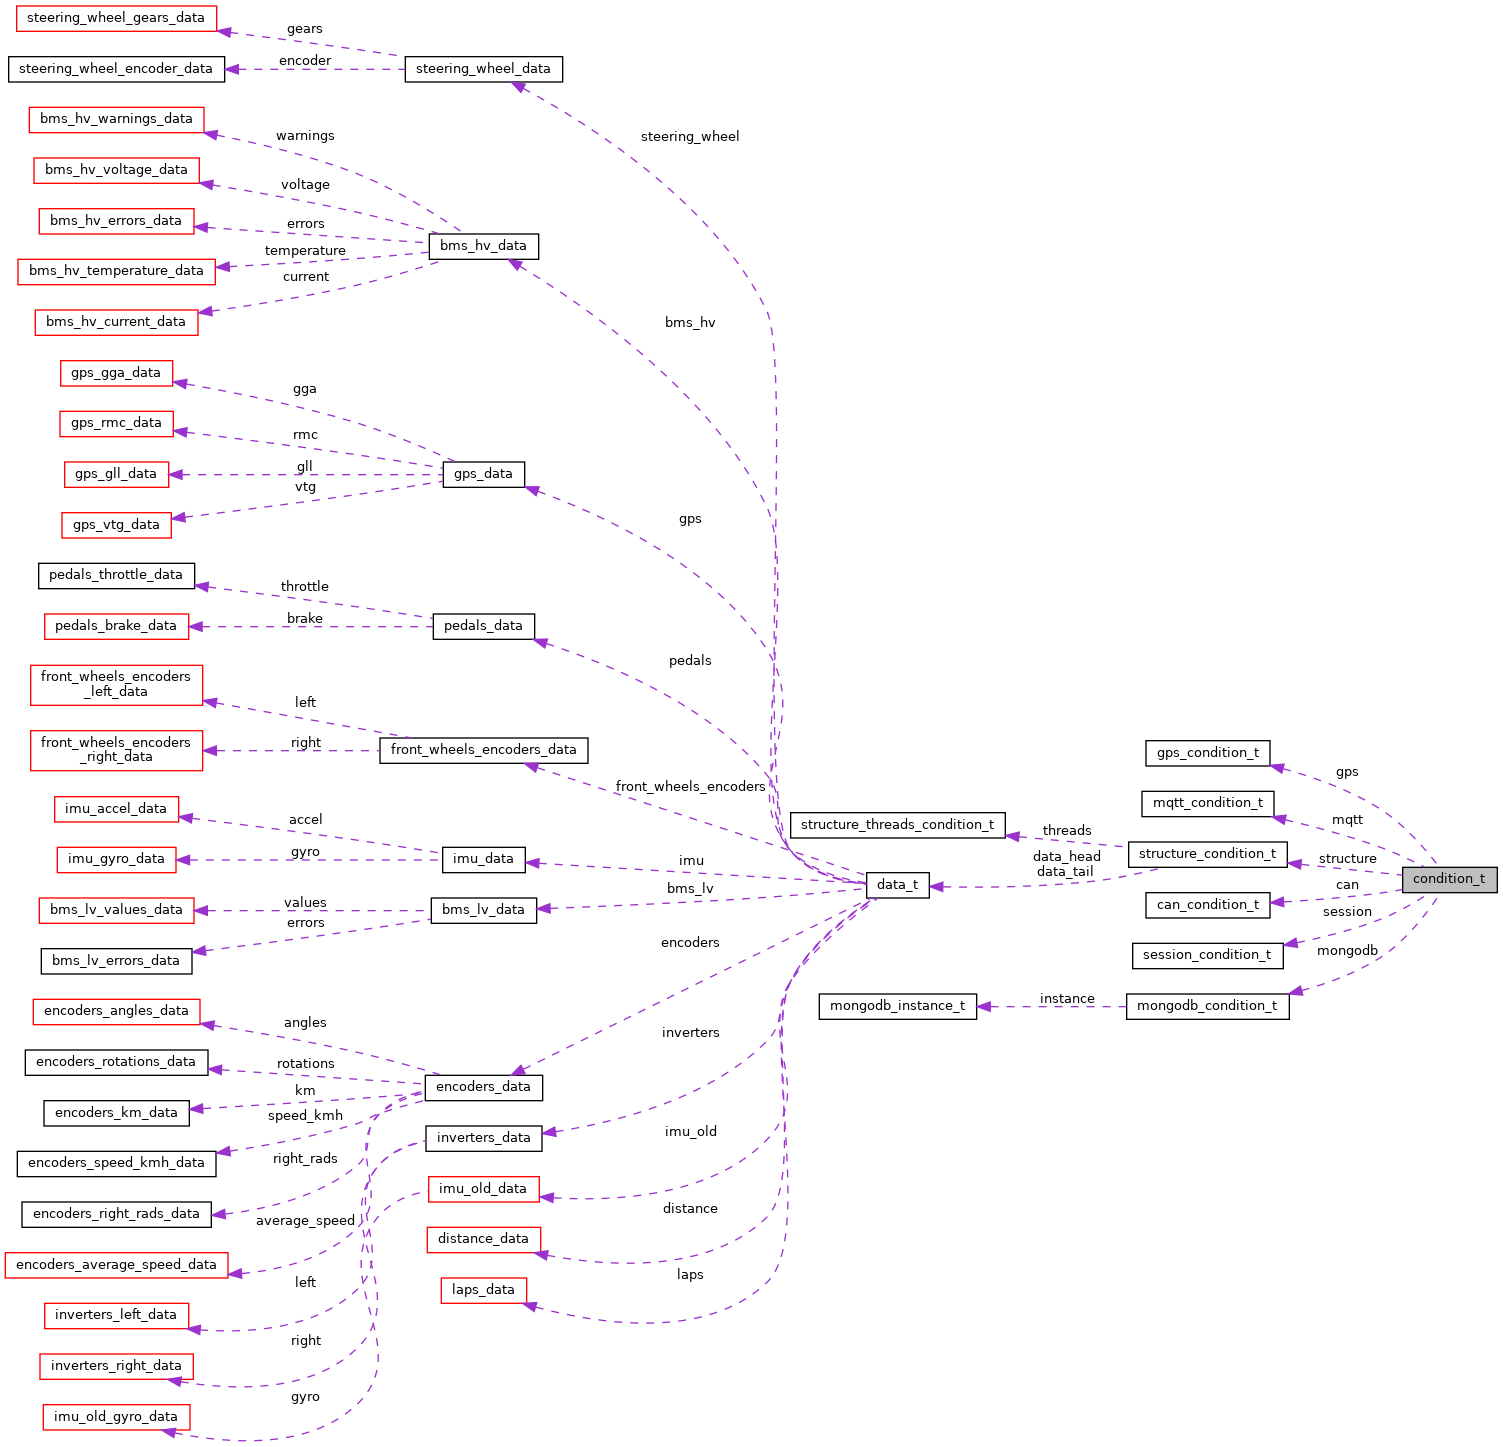 steering_wheel_gears_data
gears
steering_wheel_encoder_data
encoder
steering_wheel_data
bms_hv_warnings_data
warnings
steering_wheel
bms_hv_voltage_data
voltage
bms_hv_errors_data
errors
bms_hv_data
temperature
bms_hv_temperature_data
current
bms_hv_current_data
bms_hv
gps_gga_data
gga
gps_rmc_data
rmc
gps_gll_data
gll
gps_data
vtg
gps_vtg_data
gps
pedals_throttle_data
throttle
pedals_brake_data
brake
pedals_data
pedals
front_wheels_encoders
_left_data
left
front_wheels_encoders
_right_data
right
front_wheels_encoders_data
front_wheels_encoders
imu_accel_data
accel
imu_gyro_data
gyro
imu_data
imu
bms_lv_values_data
values
bms_lv_data
bms_lv
errors
bms_lv_errors_data
structure_threads_condition_t
threads
data_head
data_tail
data_t
gps_condition_t
gps
mqtt_condition_t
mqtt
structure_condition_t
structure
condition_t
can
can_condition_t
session
session_condition_t
mongodb
mongodb_instance_t
instance
mongodb_condition_t
encoders
encoders_angles_data
angles
encoders_rotations_data
rotations
encoders_data
km
encoders_km_data
speed_kmh
encoders_speed_kmh_data
inverters
inverters_data
right_rads
encoders_right_rads_data
imu_old
imu_old_data
average_speed
encoders_average_speed_data
distance
distance_data
left
inverters_left_data
laps
laps_data
right
inverters_right_data
gyro
imu_old_gyro_data